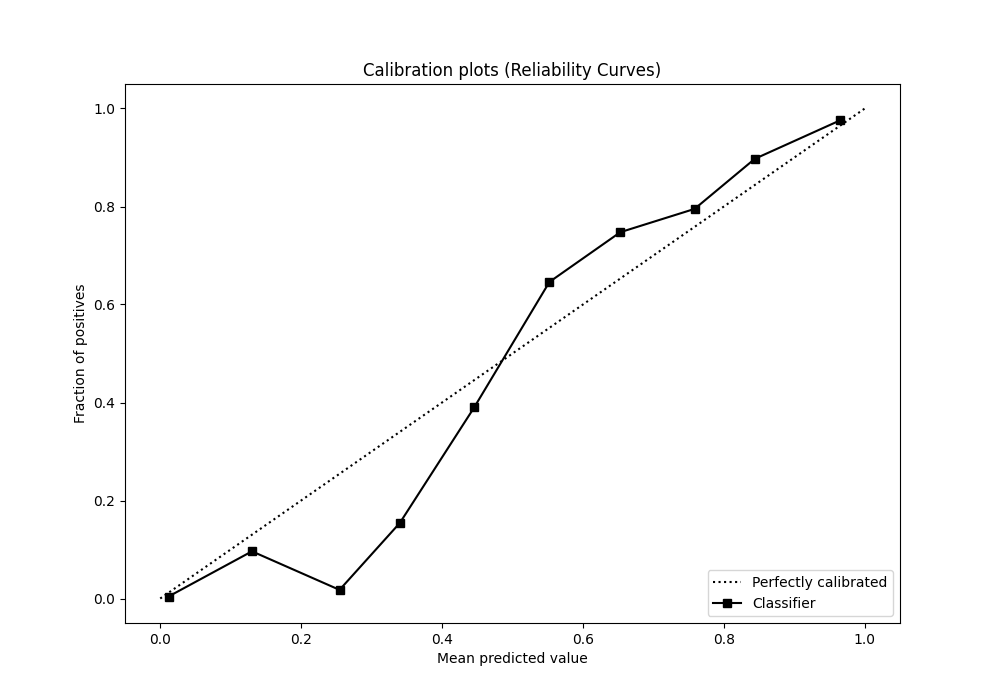 Calibration plots (Reliability Curves)
1.0
0.8
0.6
0.4
0.2
0.0
Fraction of positives
0.0 0.2 0.4 0.6 0.8 1.0
Mean predicted value
Perfectly calibrated
Classifier